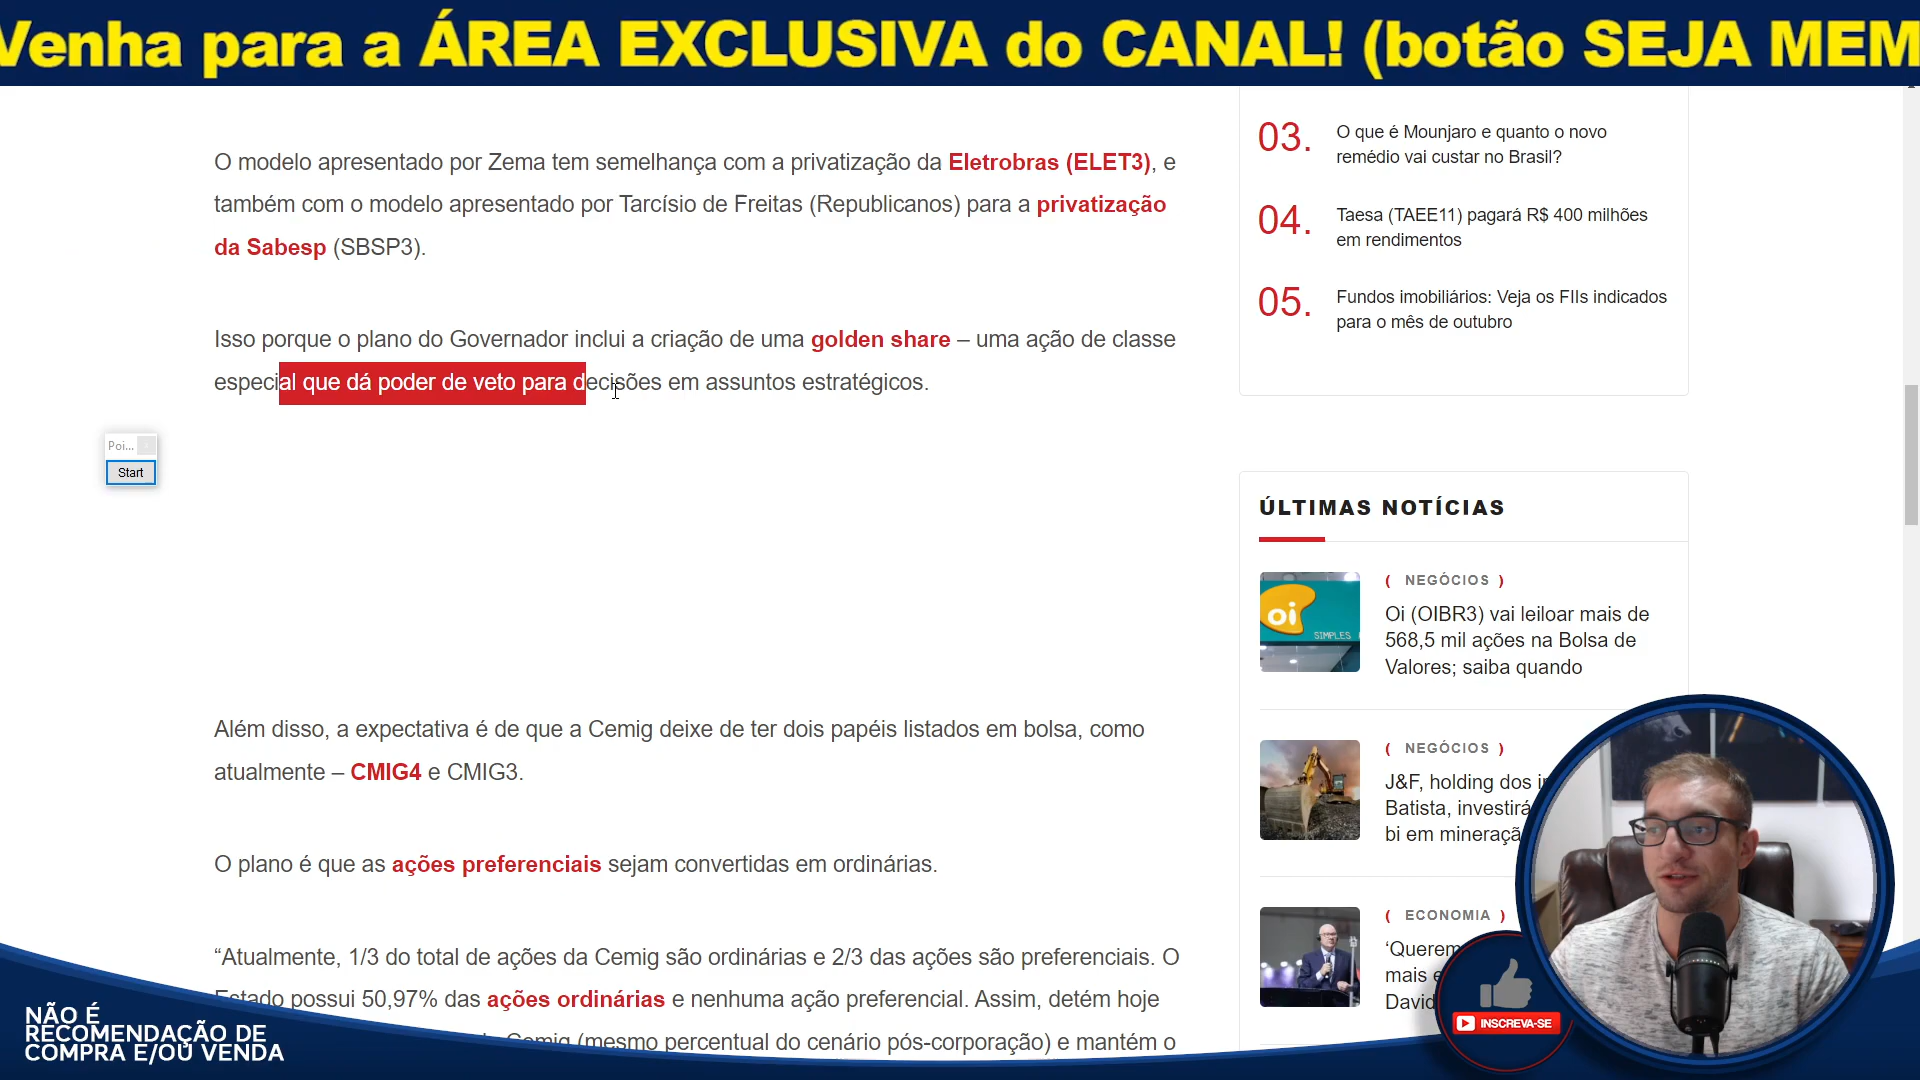 Venha para a ÁREA EXCLUSIVA do CANAL! (botão SEJA MEM
O modelo apresentado por Zema tem semelhança com a privatização da Eletrobras (ELET3), e
também com o modelo apresentado por Tarcísio de Freitas (Republicanos) para a privatização
da Sabesp (SBSP3).
Isso porque o plano do Governador inclui a criação de uma golden share – uma ação de classe
especial que dá poder de veto para decisões em assuntos estratégicos.
Poi...
Start
Além disso, a expectativa é de que a Cemig deixe de ter dois papéis listados em bolsa, como
atualmente – CMIG4 e CMIG3.
O plano é que as ações preferenciais sejam convertidas em ordinárias.
“Atualmente, 1/3 do total de ações da Cemig são ordinárias e 2/3 das ações são preferenciais. O
Estado possui 50,97% das ações ordinárias e nenhuma ação preferencial. Assim, detém hoje
Cemig (mesmo percentual do cenário pós-corporação) e mantém o
03. O que é Mounjaro e quanto o novo
remédio vai custar no Brasil?
04. Taesa (TAEE11) pagará R$ 400 milhões
em rendimentos
05. Fundos imobiliários: Veja os FIIs indicados
para o mês de outubro
ÚLTIMAS NOTÍCIAS
oi
SIMPLES
( NEGÓCIOS )
Oi (OIBR3) vai leiloar mais de
568,5 mil ações na Bolsa de
Valores; saiba quando
( NEGÓCIOS )
J&F, holding dos i
Batista, investirá
bi em mineraçã
( ECONOMIA )
‘Querem
mais e
David
INSCREVA-SE
NÃO É
RECOMENDAÇÃO DE
COMPRA E/OU VENDA